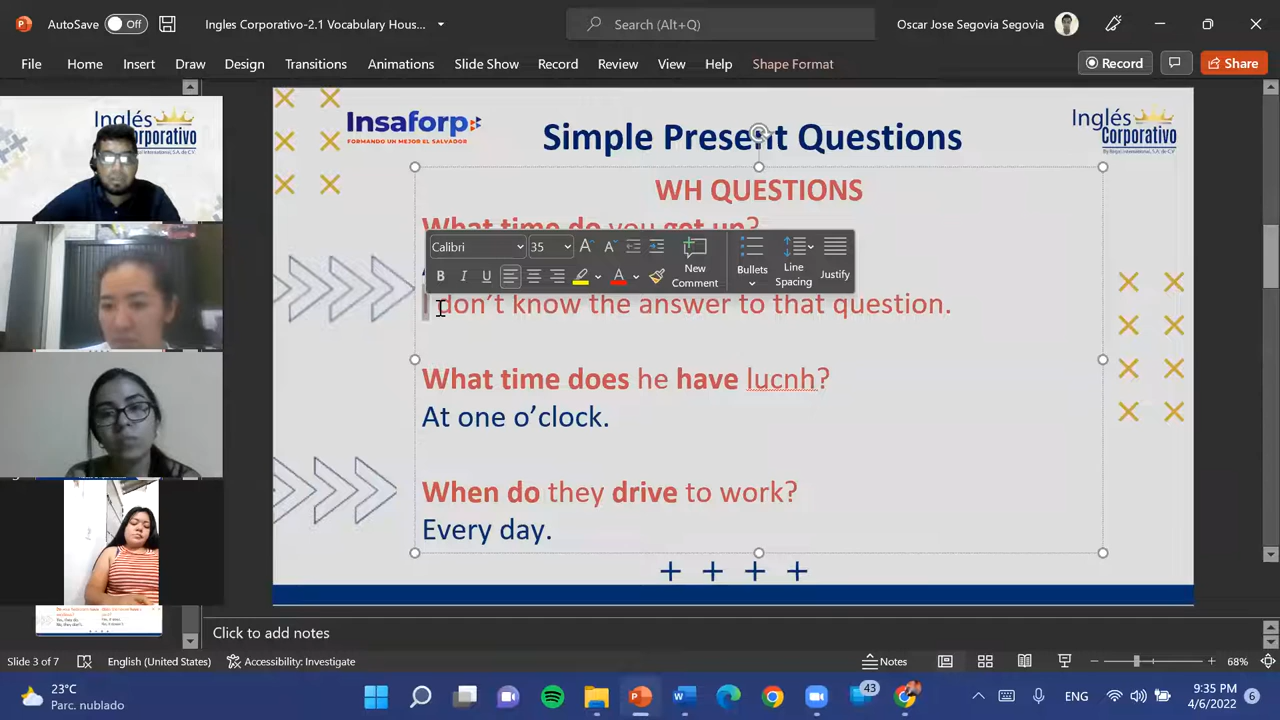 AutoSave Off Ingles Corporativo-2.1 Vocabulary Hous... Search (Alt+Q) Oscar Jose Segovia Segovia
File Home Insert Draw Design Transitions Animations Slide Show Record Review View Help Shape Format Record Share
Inglés
Corporativo
Insaforp
FORMANDO UN MEJOR EL SALVADOR
Simple Present Questions
Inglés
Corporativo
WH QUESTIONS
What time do you get up?
Calibri 35
New
Comment
Bullets
Line
Spacing
Justify
I don't know the answer to that question.
What time does he have lucnh?
At one o'clock.
When do they drive to work?
Every day.
Click to add notes
Slide 3 of 7 English (United States) Accessibility: Investigate Notes 68%
23°C
Parc. nublado
43
ENG
9:35 PM
4/6/2022
6